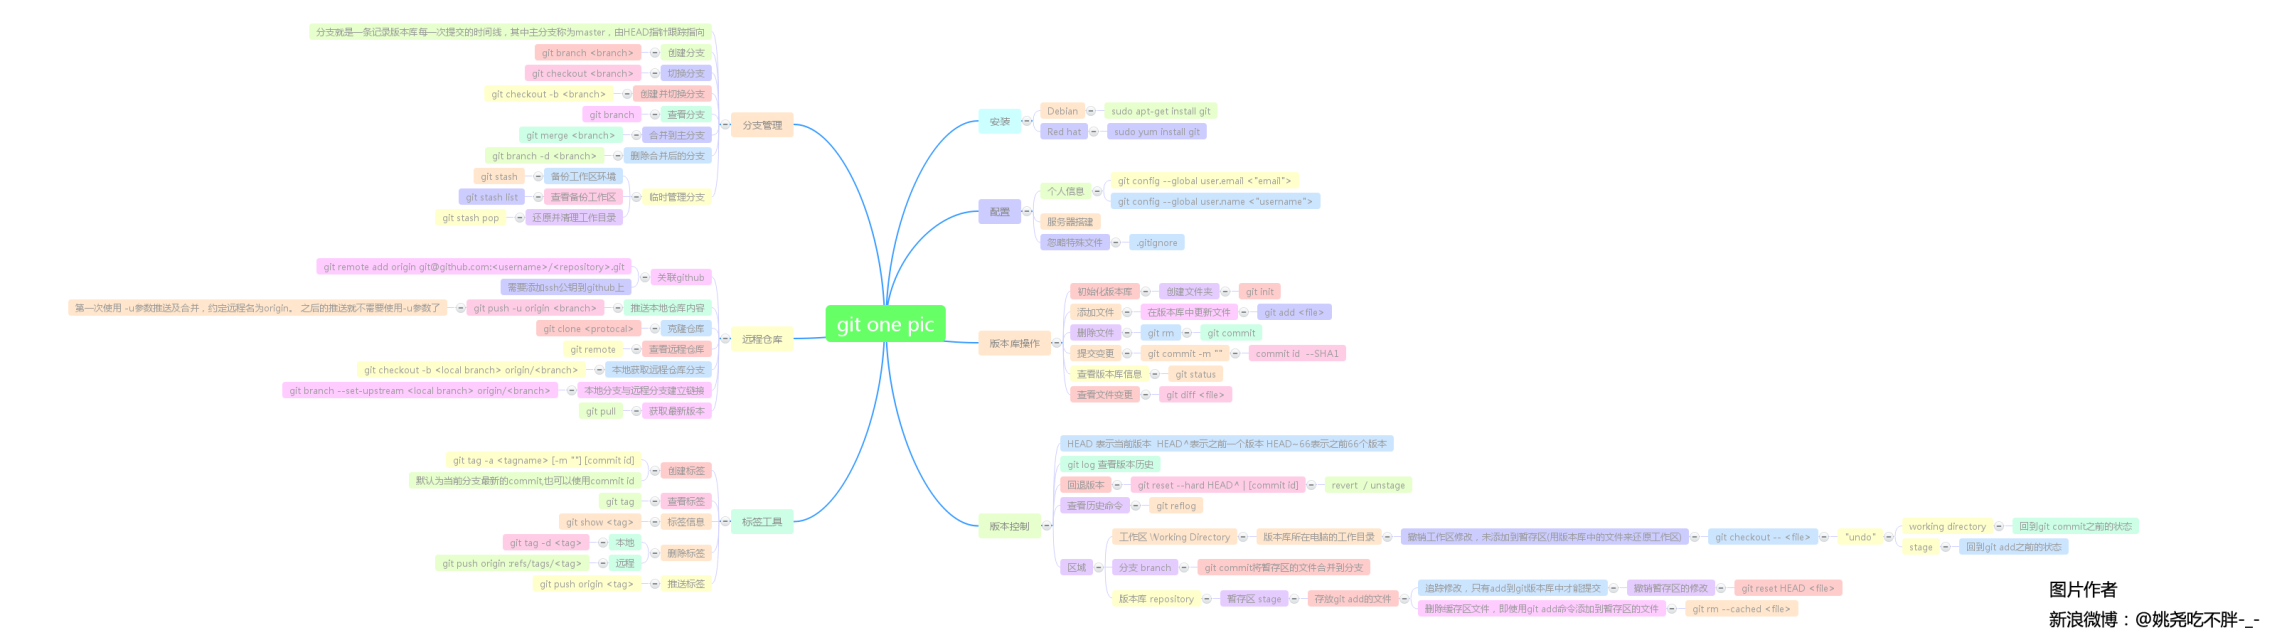 git one pic
分支管理
分支就是一条记录版本库每一次提交的时间线，其中主分支称为master，由HEAD指针跟踪指向
创建分支
git branch <branch>
切换分支
git checkout <branch>
创建并切换分支
git checkout -b <branch>
查看分支
git branch
合并到主分支
git merge <branch>
删除合并后的分支
git branch -d <branch>
临时管理分支
备份工作区环境
git stash
查看备份工作区
git stash list
还原并清理工作目录
git stash pop
远程仓库
关联github
git remote add origin git@github.com:<username>/<repository>.git
需要添加ssh公钥到github上
推送本地仓库内容
git push -u origin <branch>
第一次使用 -u参数推送及合并，约定远程名为origin。 之后的推送就不需要使用-u参数了
克隆仓库
git clone <protocal>
查看远程仓库
git remote
本地获取远程仓库分支
git checkout -b <local branch> origin/<branch>
本地分支与远程分支建立链接
git branch --set-upstream <local branch> origin/<branch>
获取最新版本
git pull
标签工具
创建标签
git tag -a <tagname> [-m ""] [commit id]
默认为当前分支最新的commit,也可以使用commit id
查看标签
git tag
标签信息
git show <tag>
删除标签
本地
git tag -d <tag>
远程
git push origin :refs/tags/<tag>
推送标签
git push origin <tag>
安装
Debian
sudo apt-get install git
Red hat
sudo yum install git
配置
个人信息
git config --global user.email <"email">
git config --global user.name <"username">
服务器搭建
忽略特殊文件
.gitignore
版本库操作
初始化版本库
创建文件夹
git init
添加文件
在版本库中更新文件
git add <file>
删除文件
git rm
git commit
提交变更
git commit -m ""
commit id --SHA1
查看版本库信息
git status
查看文件变更
git diff <file>
版本控制
HEAD 表示当前版本 HEAD^表示之前一个版本 HEAD~66表示之前66个版本
git log 查看版本历史
回退版本
git reset --hard HEAD^ | [commit id]
revert / unstage
查看历史命令
git reflog
区域
工作区 Working Directory
版本库所在电脑的工作目录
撤销工作区修改，未添加到暂存区(用版本库中的文件来还原工作区)
git checkout -- <file>
"undo"
working directory
回到git commit之前的状态
stage
回到git add之前的状态
分支 branch
git commit将暂存区的文件合并到分支
版本库 repository
暂存区 stage
存放git add的文件
追踪修改，只有add到git版本库中才能提交
撤销暂存区的修改
git reset HEAD <file>
删除缓存区文件，即使用git add命令添加到暂存区的文件
git rm --cached <file>
图片作者
新浪微博：@姚尧吃不胖-_-